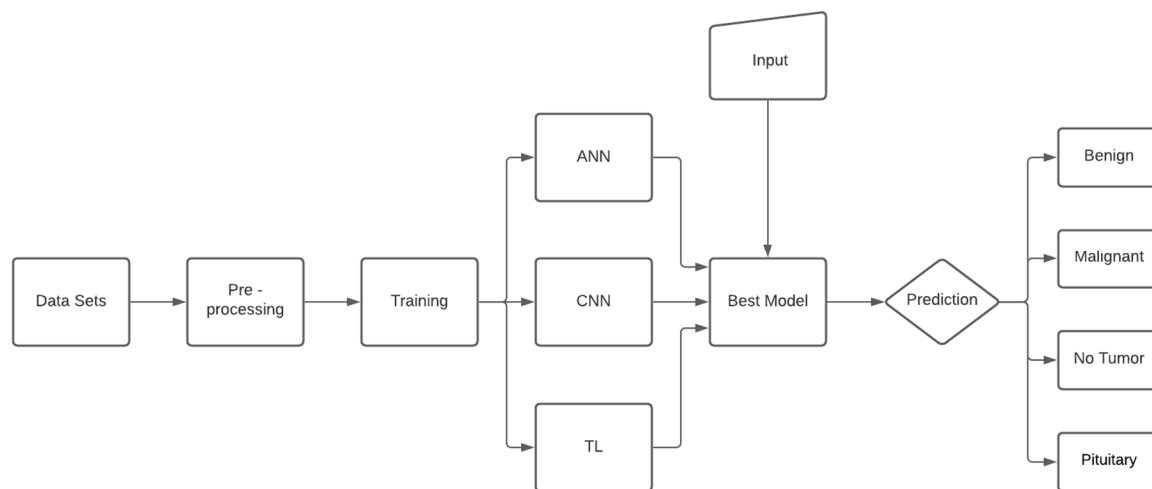 Input
ANN
Benign
Malignant
Data Sets
Pre -
processing
Training
CNN
Best Model
Prediction
No Tumor
TL
Pituitary